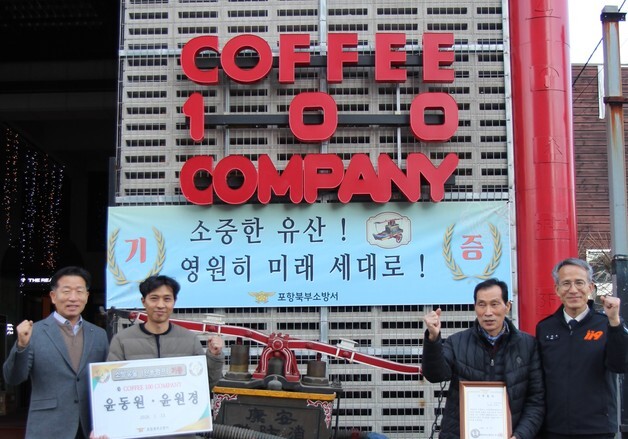 COFFEE
100
COMPANY
소중한 유산 !
기 증
영원히 미래 세대로 !
포항북부소방서
COFFEE 100 COMPANY
윤동원 · 윤원경
119